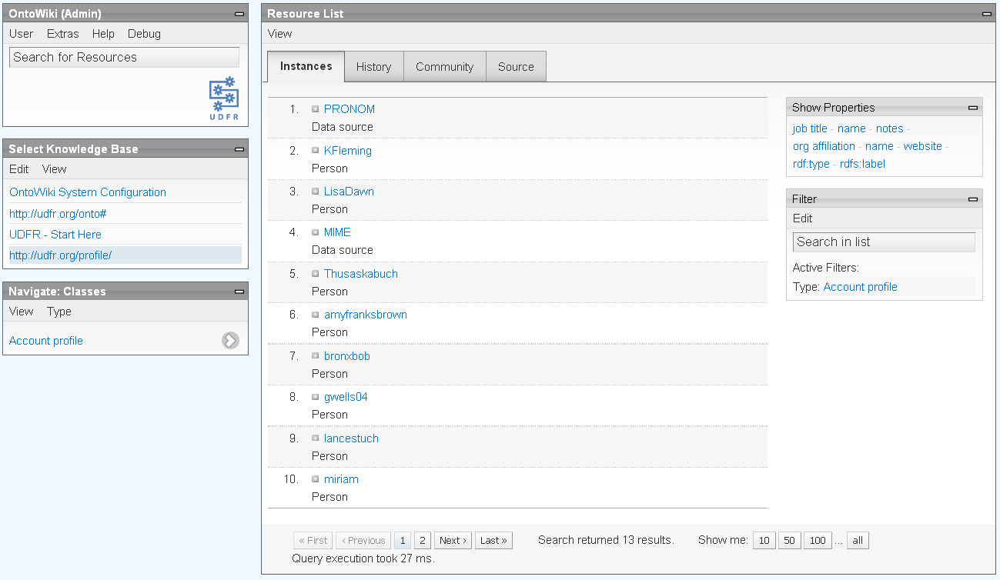 OntoWiki (Admin)
User Extras Help Debug
Search for Resources
UDFR
Select Knowledge Base
Edit View
OntoWiki System Configuration
http://udfr.org/onto#
UDFR - Start Here
http://udfr.org/profile/
Navigate: Classes
View Type
Account profile
Resource List
View
Instances History Community Source
1. PRONOM
Data source
2. KFleming
Person
3. LisaDawn
Person
4. MIME
Data source
5. Thusaskabuch
Person
6. amyfranksbrown
Person
7. bronxbob
Person
8. gwells04
Person
9. lancestuch
Person
10. miriam
Person
« First ‹ Previous 1 2 Next › Last » Search returned 13 results. Show me: 10 50 100 ... all
Query execution took 27 ms.
Show Properties
job title - name - notes -
org affiliation - name - website -
rdf:type - rdfs:label
Filter
Edit
Search in list
Active Filters:
Type: Account profile